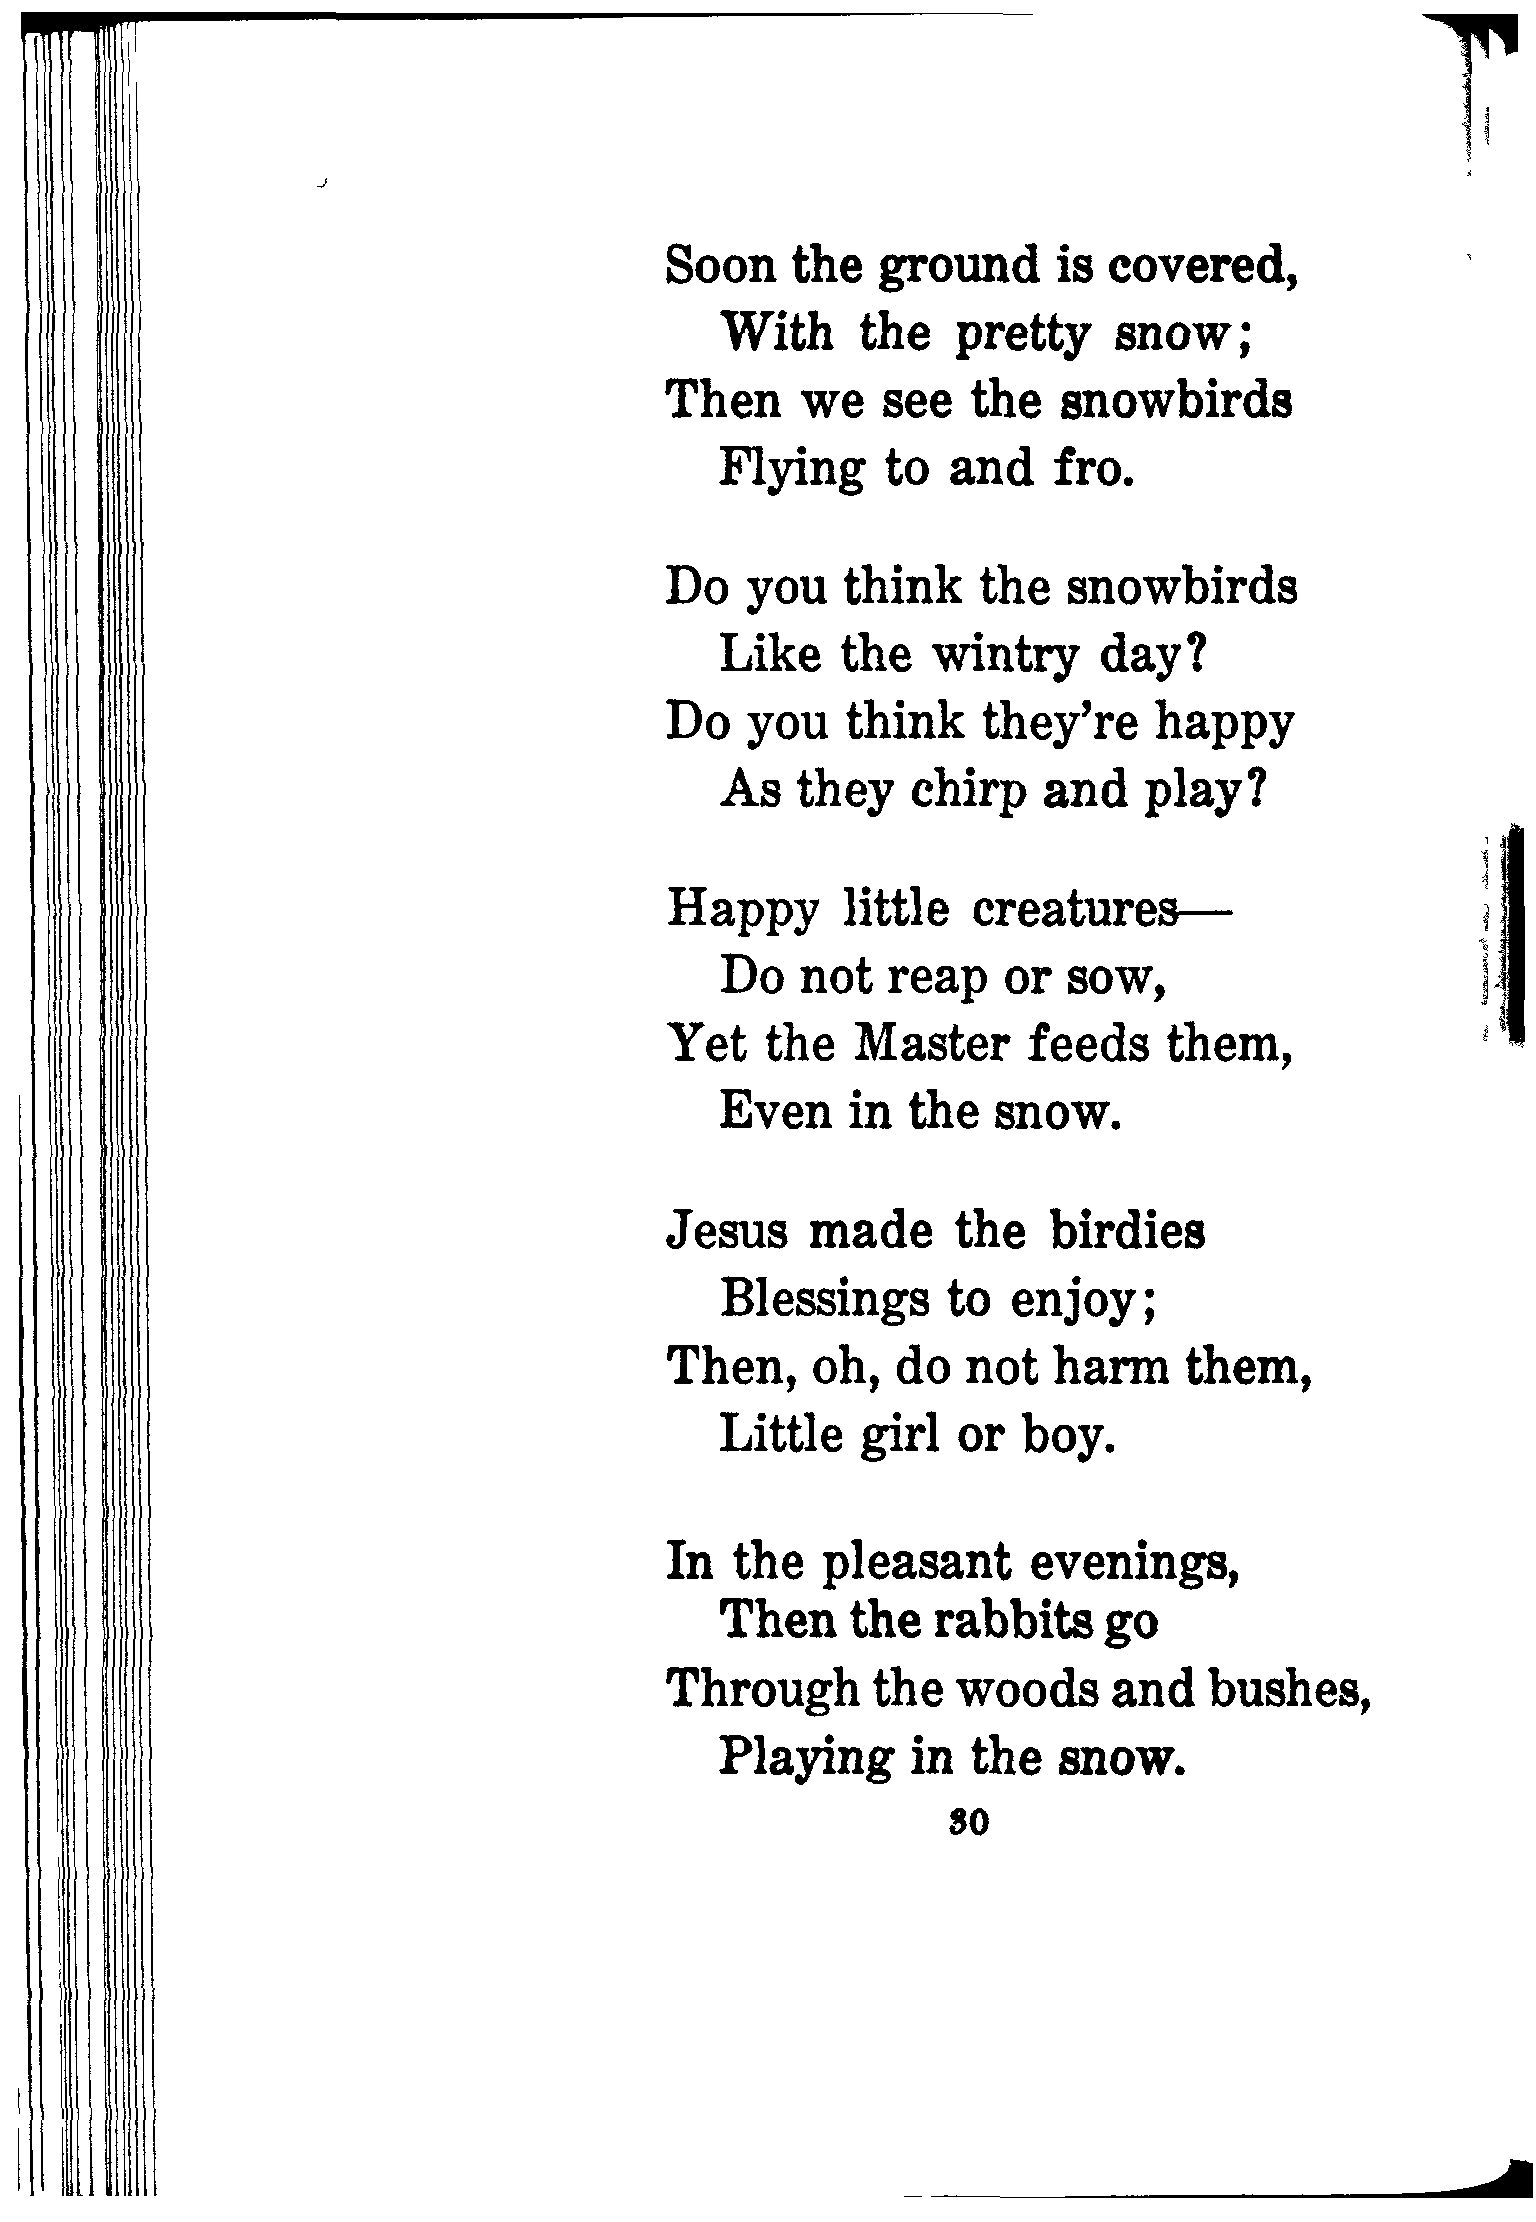 Soon the ground is covered,
With the pretty snow;
Then we see the snowbirds
Flying to and fro.

Do you think the snowbirds
Like the wintry day?
Do you think they're happy
As they chirp and play?

Happy little creatures—
Do not reap or sow,
Yet the Master feeds them,
Even in the snow.

Jesus made the birdies
Blessings to enjoy;
Then, oh, do not harm them,
Little girl or boy.

In the pleasant evenings,
Then the rabbits go
Through the woods and bushes,
Playing in the snow.
30